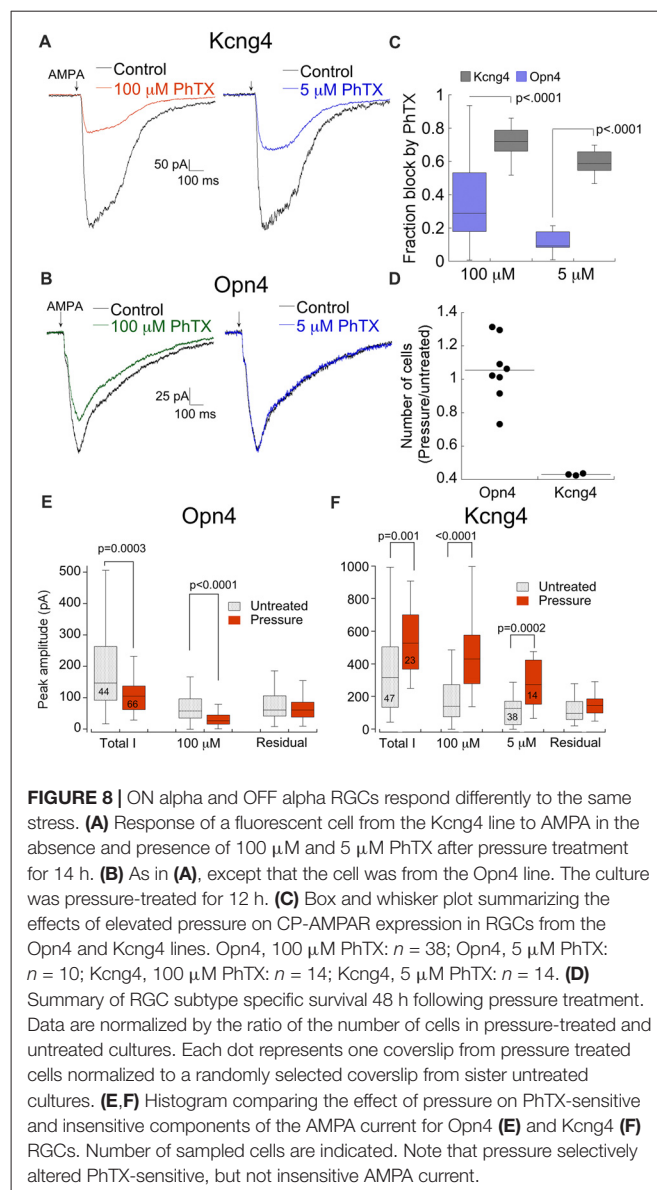 A
Kcng4
AMPA
Control
100 μM PhTX
Control
5 μM PhTX
50 pA
100 ms
C
Kcng4 Opn4
Fraction block by PhTX
1
0.8
0.6
0.4
0.2
0
p<.0001
p<.0001
100 μM 5 μM
B
Opn4
AMPA
Control
100 μM PhTX
Control
5 μM PhTX
25 pA
100 ms
D
Number of cells
(Pressure/untreated)
1.4
1.2
1
0.8
0.6
0.4
Opn4 Kcng4
E
Opn4
Peak amplitude (pA)
500
400
300
200
100
0
p=0.0003
p<0.0001
Untreated
Pressure
44
66
Total I 100 μM Residual
F
Kcng4
1000
800
600
400
200
0
p=0.001
<0.0001
p=0.0002
Untreated
Pressure
47
23
38
14
Total I 100 μM 5 μM Residual
FIGURE 8 | ON alpha and OFF alpha RGCs respond differently to the same
stress. (A) Response of a fluorescent cell from the Kcng4 line to AMPA in the
absence and presence of 100 μM and 5 μM PhTX after pressure treatment
for 14 h. (B) As in (A), except that the cell was from the Opn4 line. The culture
was pressure-treated for 12 h. (C) Box and whisker plot summarizing the
effects of elevated pressure on CP-AMPAR expression in RGCs from the
Opn4 and Kcng4 lines. Opn4, 100 μM PhTX: n = 38; Opn4, 5 μM PhTX:
n = 10; Kcng4, 100 μM PhTX: n = 14; Kcng4, 5 μM PhTX: n = 14. (D)
Summary of RGC subtype specific survival 48 h following pressure treatment.
Data are normalized by the ratio of the number of cells in pressure-treated and
untreated cultures. Each dot represents one coverslip from pressure treated
cells normalized to a randomly selected coverslip from sister untreated
cultures. (E,F) Histogram comparing the effect of pressure on PhTX-sensitive
and insensitive components of the AMPA current for Opn4 (E) and Kcng4 (F)
RGCs. Number of sampled cells are indicated. Note that pressure selectively
altered PhTX-sensitive, but not insensitive AMPA current.